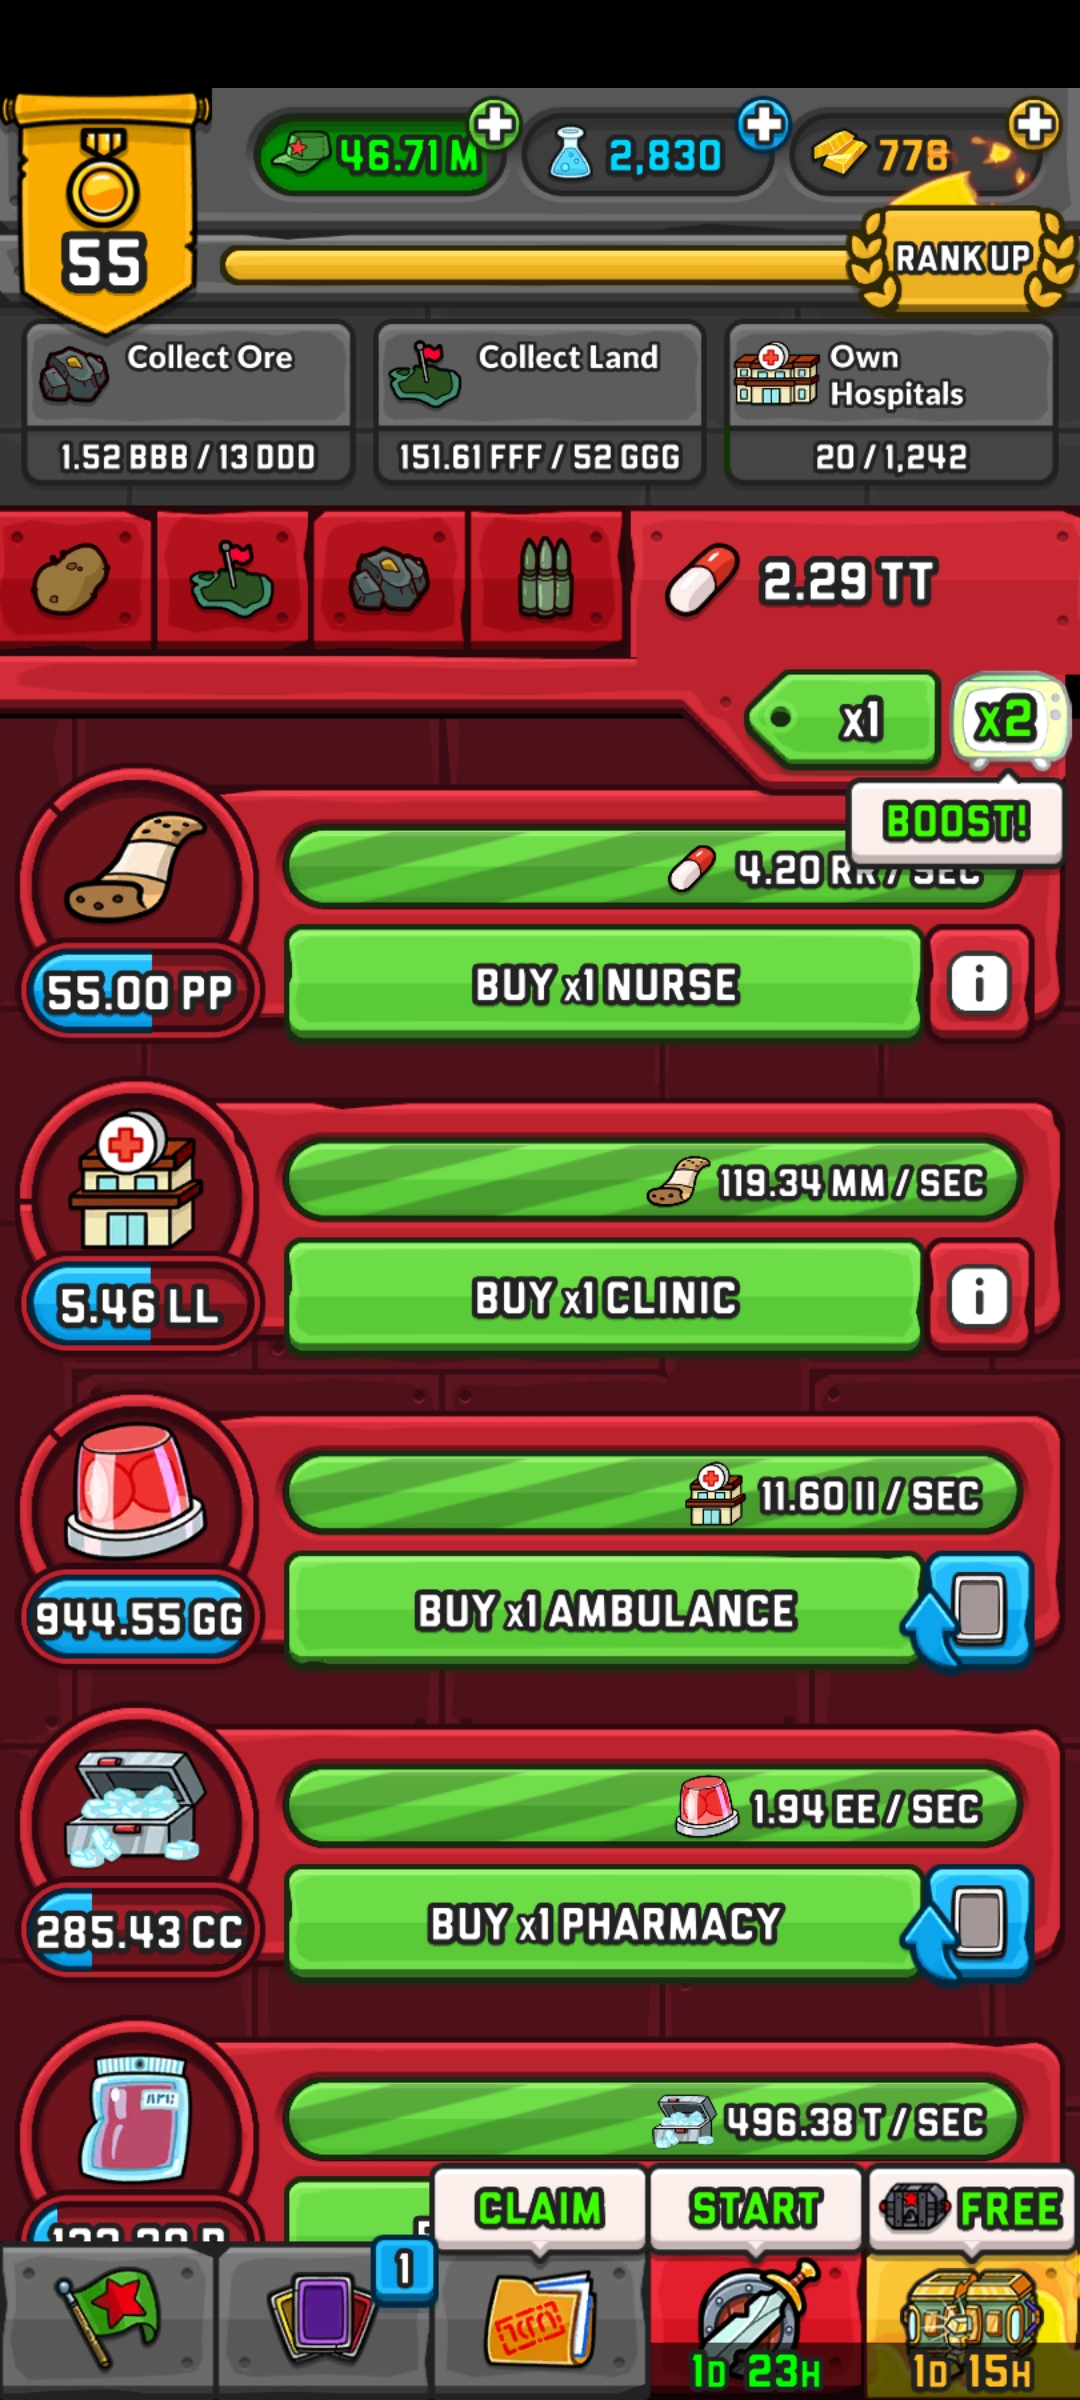 46.71 M
2,830
778
55
RANK UP
Collect Ore
1.52 BBB / 13 DDD
Collect Land
151.61 FFF / 52 GGG
Own
Hospitals
20 / 1,242
2.29 TT
x1
x2
BOOST!
4.20 RR / SEC
55.00 PP
BUY x1 NURSE
i
119.34 MM / SEC
5.46 LL
BUY x1 CLINIC
i
11.60 II / SEC
944.55 GG
BUY x1 AMBULANCE
1.94 EE / SEC
285.43 CC
BUY x1 PHARMACY
496.38 T / SEC
CLAIM
START
FREE
1
1D 23H
1D 15H